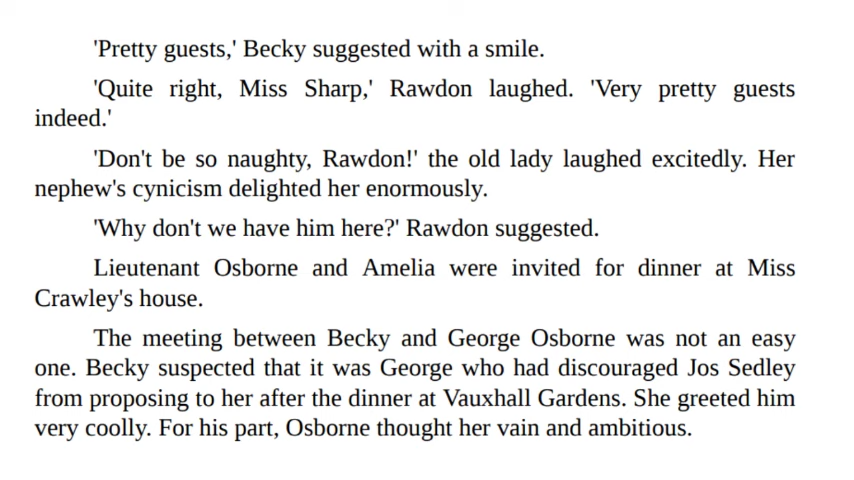 'Pretty guests,' Becky suggested with a smile.
'Quite right, Miss Sharp,' Rawdon laughed. 'Very pretty guests
indeed.'
'Don't be so naughty, Rawdon!' the old lady laughed excitedly. Her
nephew's cynicism delighted her enormously.
'Why don't we have him here?' Rawdon suggested.
Lieutenant Osborne and Amelia were invited for dinner at Miss
Crawley's house.
The meeting between Becky and George Osborne was not an easy
one. Becky suspected that it was George who had discouraged Jos Sedley
from proposing to her after the dinner at Vauxhall Gardens. She greeted him
very coolly. For his part, Osborne thought her vain and ambitious.